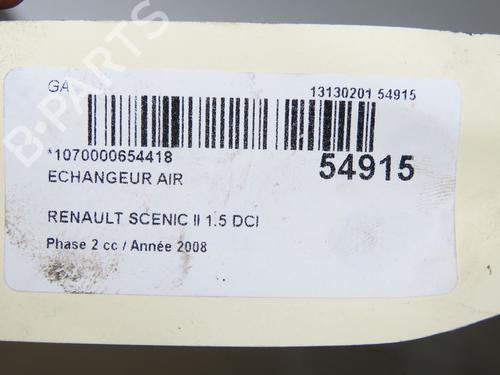 GA
13130201 54915
*1070000654418
54915
ECHANGEUR AIR
RENAULT SCENIC II 1.5 DCI
Phase 2 cc / Année 2008
B-PARTS